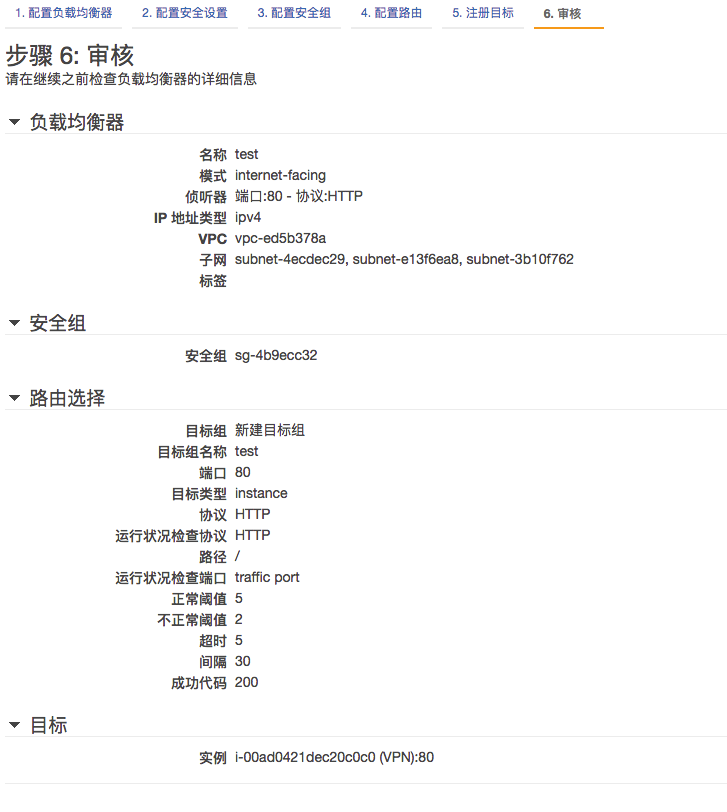 1. 配置负载均衡器 2. 配置安全设置 3. 配置安全组 4. 配置路由 5. 注册目标 6. 审核
步骤 6: 审核
请在继续之前检查负载均衡器的详细信息
负载均衡器
名称 test
模式 internet-facing
侦听器 端口:80 - 协议:HTTP
IP 地址类型 ipv4
VPC vpc-ed5b378a
子网 subnet-4ecdec29, subnet-e13f6ea8, subnet-3b10f762
标签
安全组
安全组 sg-4b9ecc32
路由选择
目标组 新建目标组
目标组名称 test
端口 80
目标类型 instance
协议 HTTP
运行状况检查协议 HTTP
路径 /
运行状况检查端口 traffic port
正常阈值 5
不正常阈值 2
超时 5
间隔 30
成功代码 200
目标
实例 i-00ad0421dec20c0c0 (VPN):80